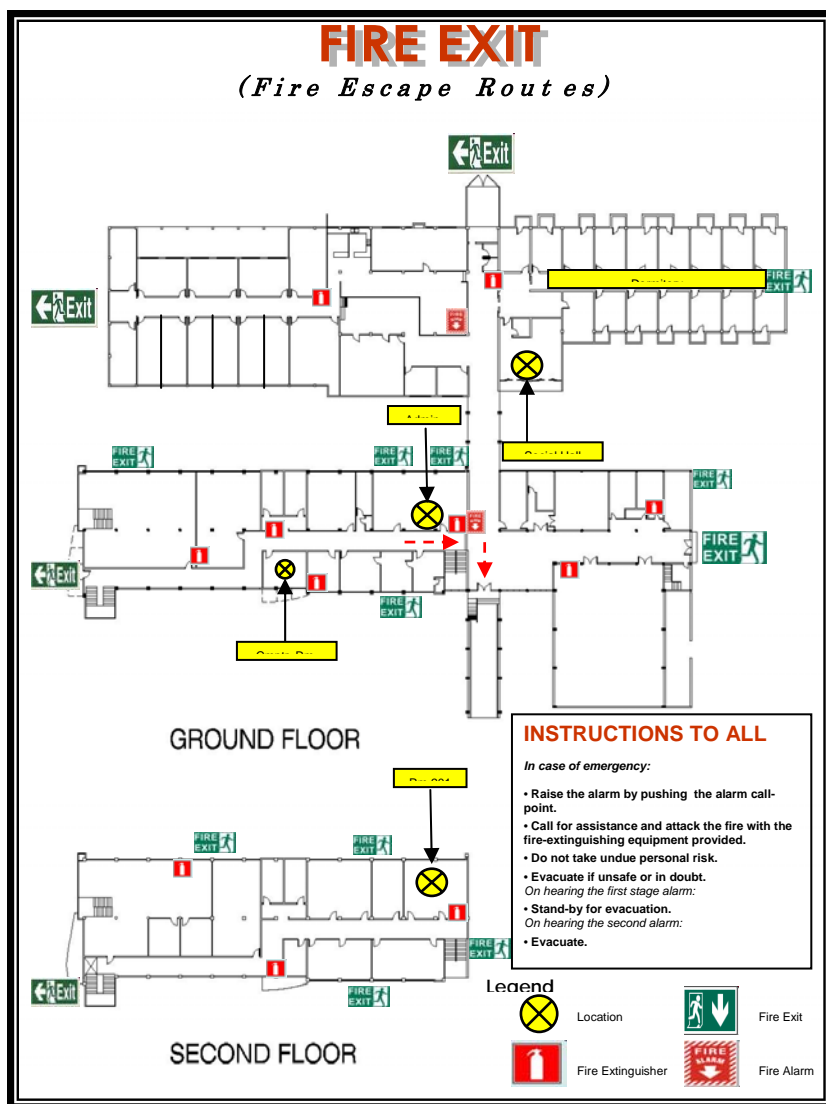 FIRE EXIT
(Fire Escape Routes)
Exit
Exit
FIRE EXIT
FIRE
ALARM
FIRE EXIT
FIRE EXIT
FIRE EXIT
FIRE EXIT
FIRE
FIRE
EXIT
Exit
FIRE EXIT
GROUND FLOOR
INSTRUCTIONS TO ALL
In case of emergency:
• Raise the alarm by pushing the alarm call-
point.
• Call for assistance and attack the fire with the
fire-extinguishing equipment provided.
• Do not take undue personal risk.
• Evacuate if unsafe or in doubt.
On hearing the first stage alarm:
• Stand-by for evacuation.
On hearing the second alarm:
• Evacuate.
FIRE EXIT
FIRE EXIT
FIRE EXIT
Exit
FIRE EXIT
SECOND FLOOR
Legend
Location
Fire Exit
Fire Extinguisher
FIRE
ALARM
Fire Alarm